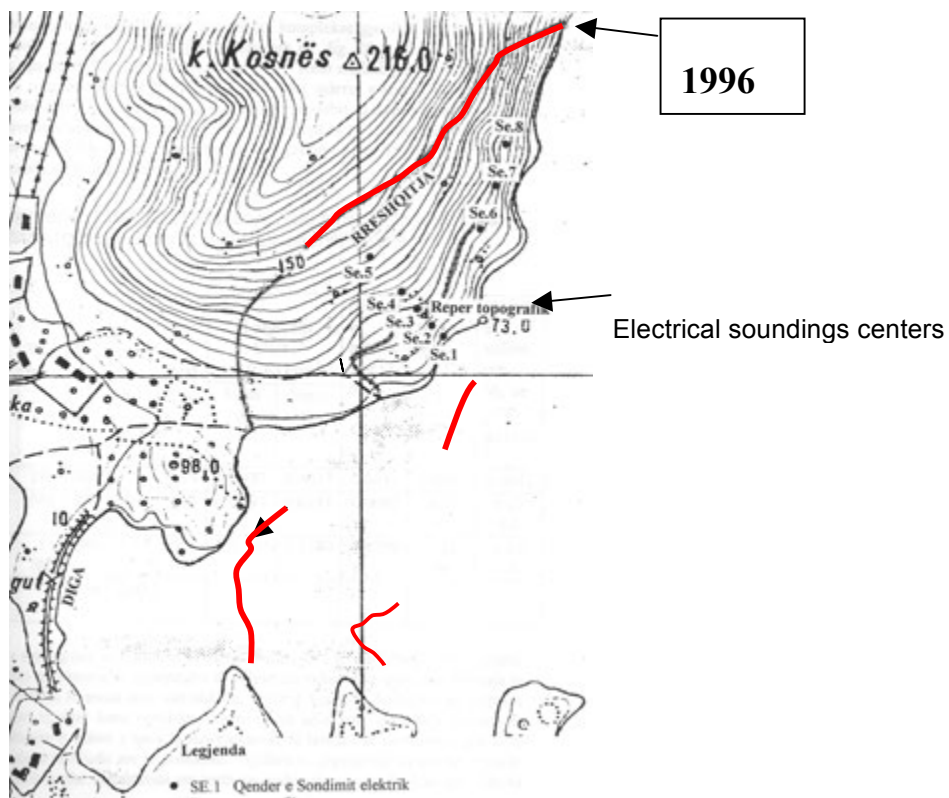 1996
k. Kosnës 216.0
Se.8
Se.7
RRESHQITJA
Se.6
150
Se.5
Se.4
Reper topografik
Se.3
73.0
Se.2
Se.1
Electrical soundings centers
ka
98.0
10
DIGA
gut
Legjenda
SE.1 Qender e Sondimit elektrik